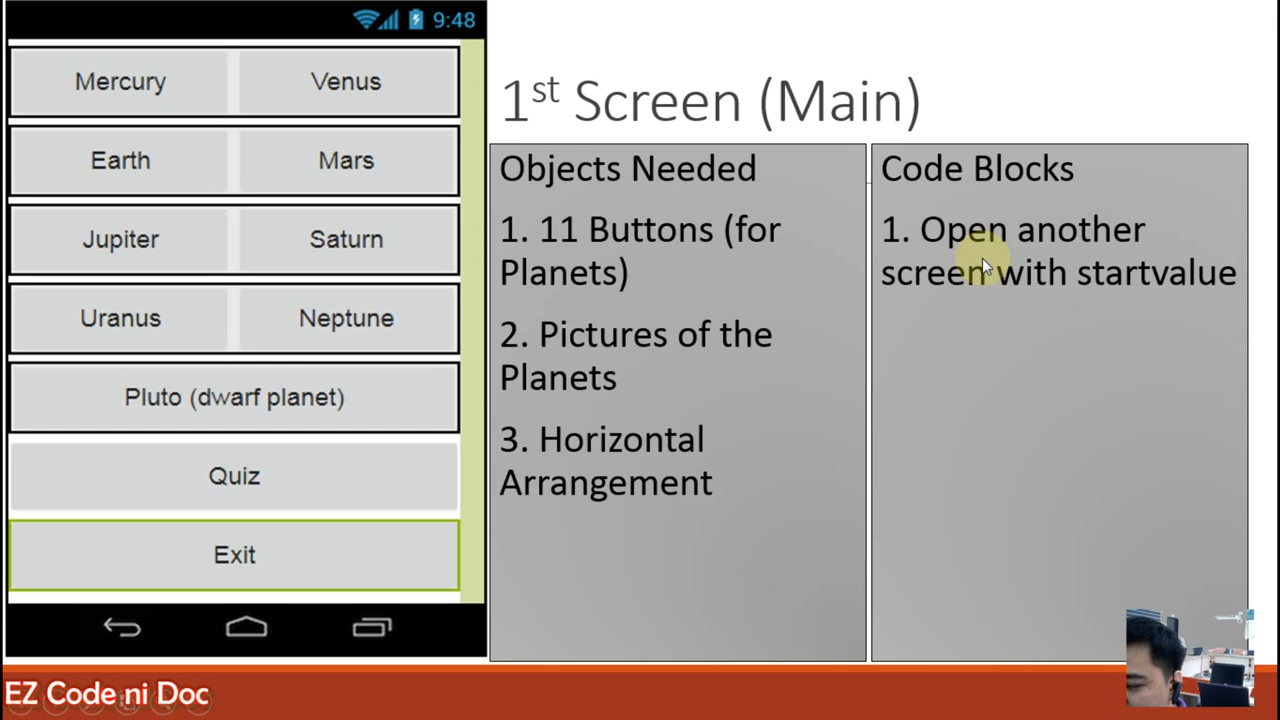 9:48
Mercury
Venus
Earth
Mars
Jupiter
Saturn
Uranus
Neptune
Pluto (dwarf planet)
Quiz
Exit
1st Screen (Main)
Objects Needed
1. 11 Buttons (for
Planets)
2. Pictures of the
Planets
3. Horizontal
Arrangement
Code Blocks
1. Open another
screen with startvalue
EZ Code ni Doc